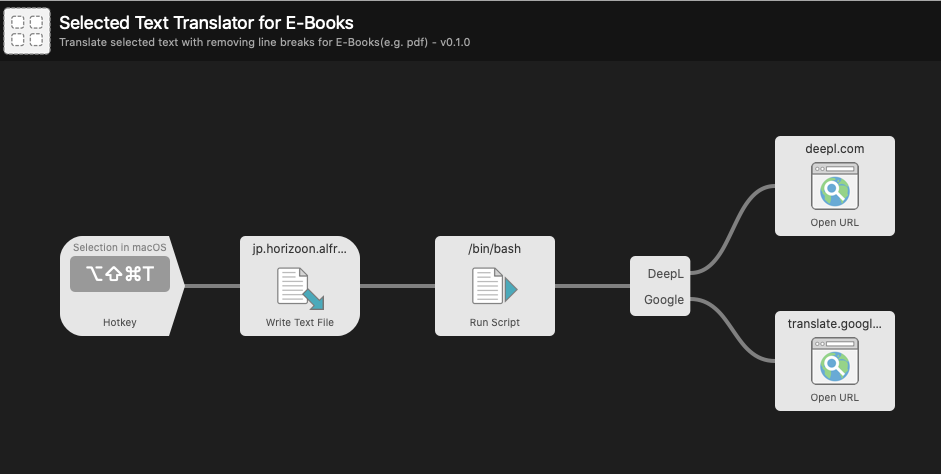 Selected Text Translator for E-Books
Translate selected text with removing line breaks for E-Books(e.g. pdf) - v0.1.0
Selection in macOS
⌥⇧⌘T
Hotkey
jp.horizoon.alfr...
Write Text File
/bin/bash
Run Script
DeepL
Google
deepl.com
Open URL
translate.googl...
Open URL